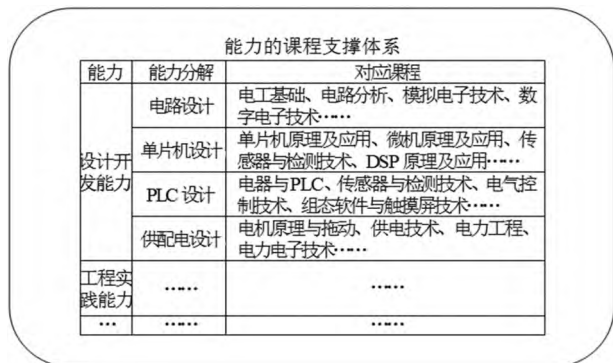 能力的课程支撑体系
能力 能力分解 对应课程
设计开发能力 电路设计 电工基础、电路分析、模拟电子技术、数
字电子技术……
单片机设计 单片机原理及应用、微机原理及应用、传
感器与检测技术、DSP 原理及应用……
PLC 设计 电器与PLC、传感器与检测技术、电气控
制技术、组态软件与触摸屏技术……
供配电设计 电机原理与拖动、供电技术、电力工程、
电力电子技术……
工程实践能力 …… ……
… …… ……